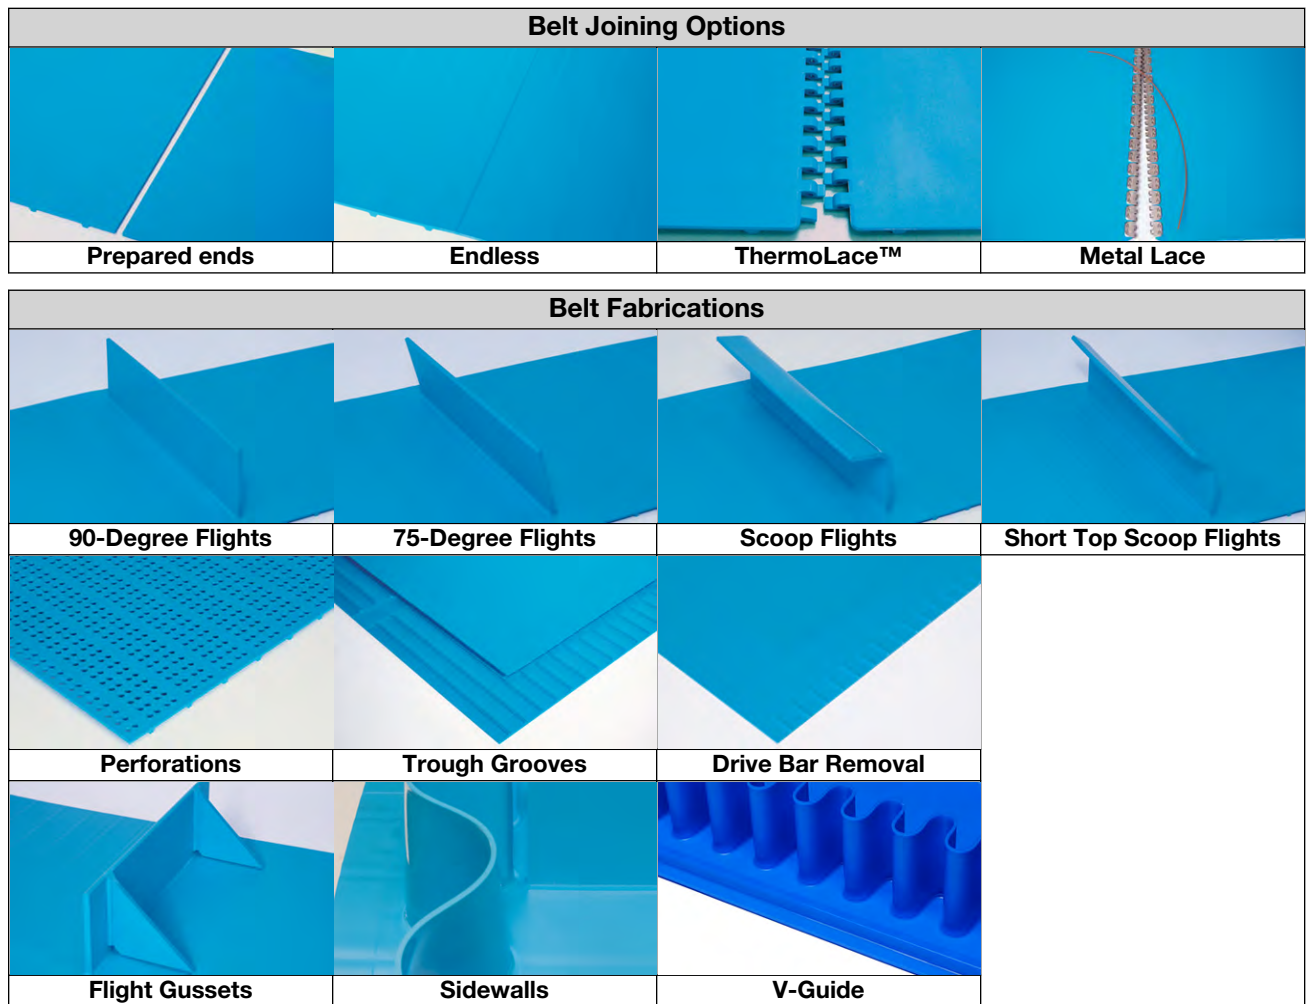 Belt Joining Options
Prepared ends
Endless
ThermoLace™
Metal Lace
Belt Fabrications
90-Degree Flights
75-Degree Flights
Scoop Flights
Short Top Scoop Flights
Perforations
Trough Grooves
Drive Bar Removal
Flight Gussets
Sidewalls
V-Guide